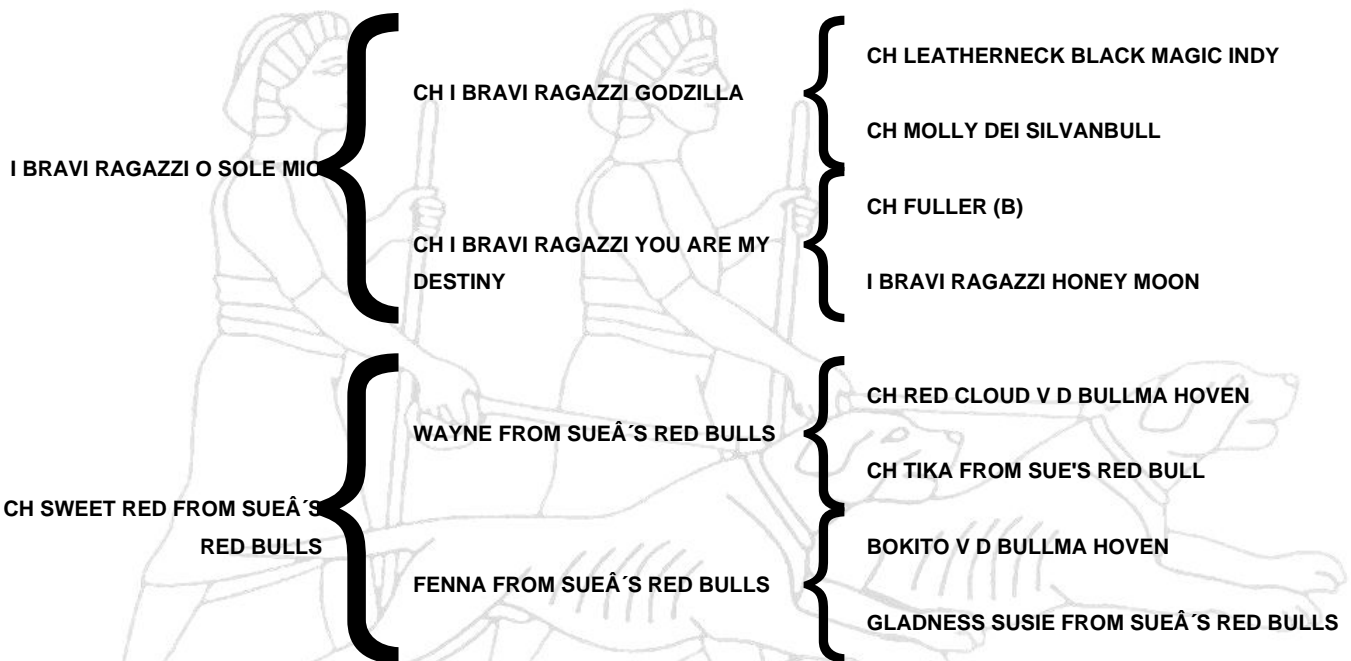 CH LEATHERNECK BLACK MAGIC INDY
CH I BRAVI RAGAZZI GODZILLA
CH MOLLY DEI SILVANBULL
I BRAVI RAGAZZI O SOLE MIO
CH FULLER (B)
CH I BRAVI RAGAZZI YOU ARE MY
DESTINY
I BRAVI RAGAZZI HONEY MOON
CH RED CLOUD V D BULLMA HOVEN
WAYNE FROM SUEÂ´S RED BULLS
CH TIKA FROM SUE'S RED BULL
CH SWEET RED FROM SUEÂ´S
RED BULLS
BOKITO V D BULLMA HOVEN
FENNA FROM SUEÂ´S RED BULLS
GLADNESS SUSIE FROM SUEÂ´S RED BULLS